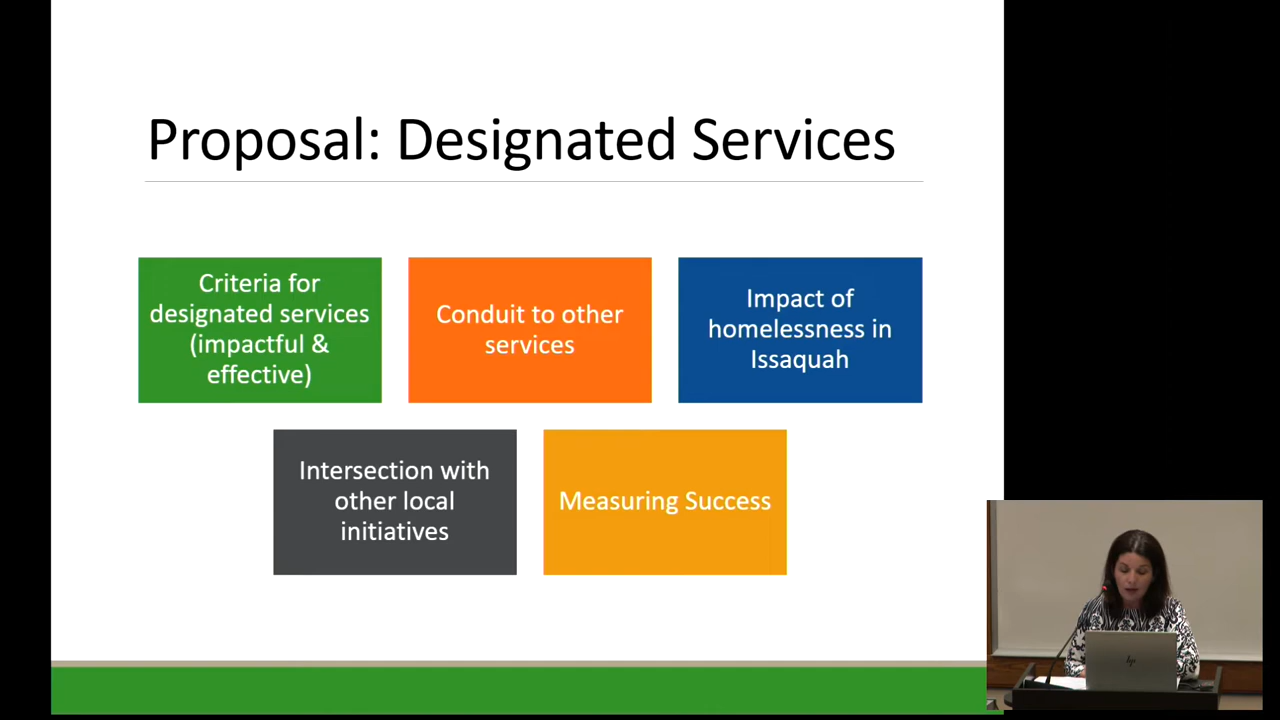 Proposal: Designated Services
Criteria for
designated services
(impactful &
effective)
Conduit to other
services
Impact of
homelessness in
Issaquah
Intersection with
other local
initiatives
Measuring Success
hp